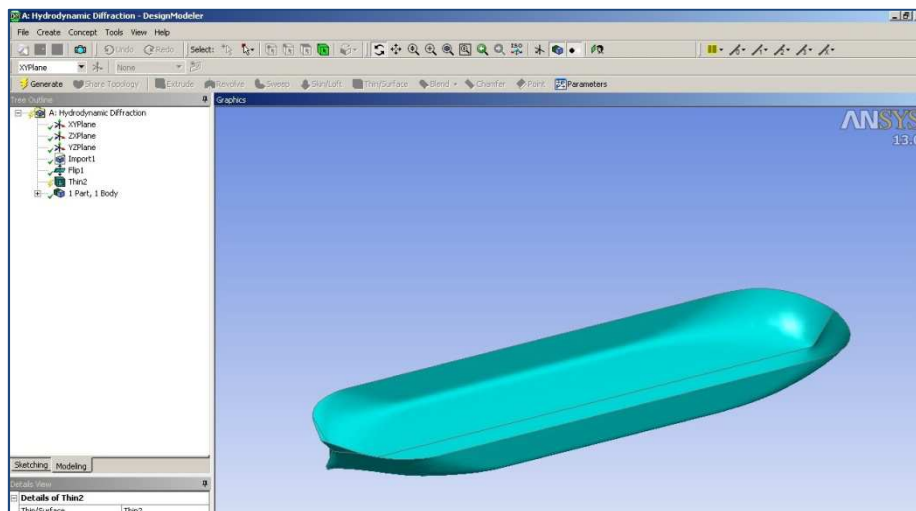 A: Hydrodynamic Diffraction - DesignModeler
File Create Concept Tools View Help
Undo Redo Select:
XYPlane None
Generate Share Topology Extrude Revolve Sweep Skin/Loft Thin/Surface Blend Chamfer Point Parameters
Tree Outline
Graphics
A: Hydrodynamic Diffraction
XYPlane
ZXPlane
YZPlane
Import1
Flip1
Thin2
1 Part, 1 Body
ANSYS
13.0
Sketching Modeling
Details View
Details of Thin2
Thin/Surface Thin2